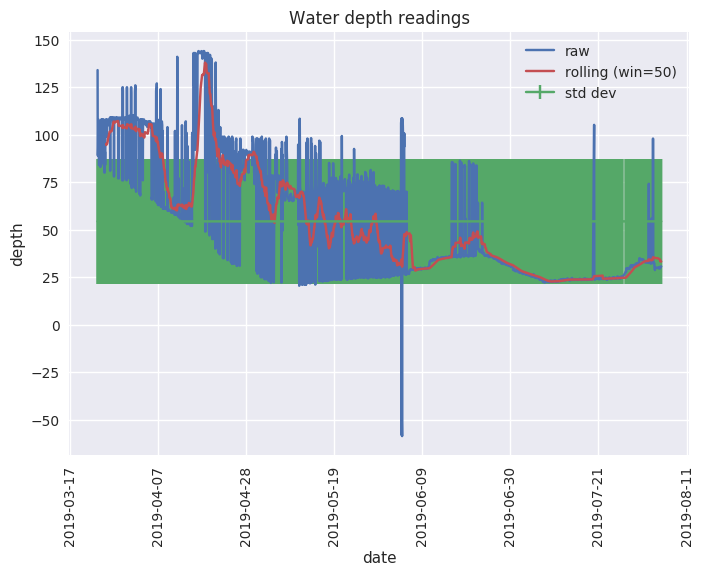 Water depth readings
raw
rolling (win=50)
std dev
depth
150
125
100
75
50
25
0
−25
−50
2019-03-17
2019-04-07
2019-04-28
2019-05-19
2019-06-09
2019-06-30
2019-07-21
2019-08-11
date